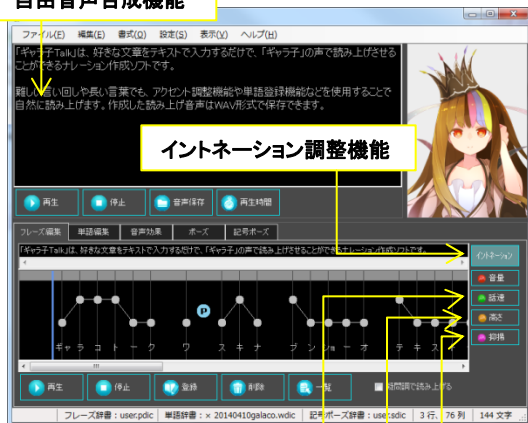 自由音声合成機能
ファイル(F) 編集(E) 書式(O) 設定(S) 表示(V) ヘルプ(H)
「ギャラ子Talk」は、好きな文章をテキストで入力するだけで、「ギャラ子」の声で読み上げさせる
ことができるナレーション作成ソフトです。
難しい言い回しや長い言葉でも、アクセント調整機能や単語登録機能などを使用することで
自然に読み上げます。作成した読み上げ音声はWAV形式で保存できます。
イントネーション調整機能
再生 停止 音声保存 再生時間
フレーズ編集 単語編集 音声効果 ポーズ 記号ポーズ
「ギャラ子Talk」は、好きな文章をテキストで入力するだけで、「ギャラ子」の声で読み上げさせることができるナレーション作成ソフトです。
イントネーション
音量
話速
高さ
抑揚
P
ギャ ラ コ ト ー ク ワ ス キ ナ ブ ン ショ ー オ テ キ ス
再生 停止 登録 削除 一覧 疑問調で読み上げる
フレーズ辞書：user.pdic 単語辞書：× 20140410galaco.wdic 記号ポーズ辞書：user.sdic 3 行、 76 列 144 文字